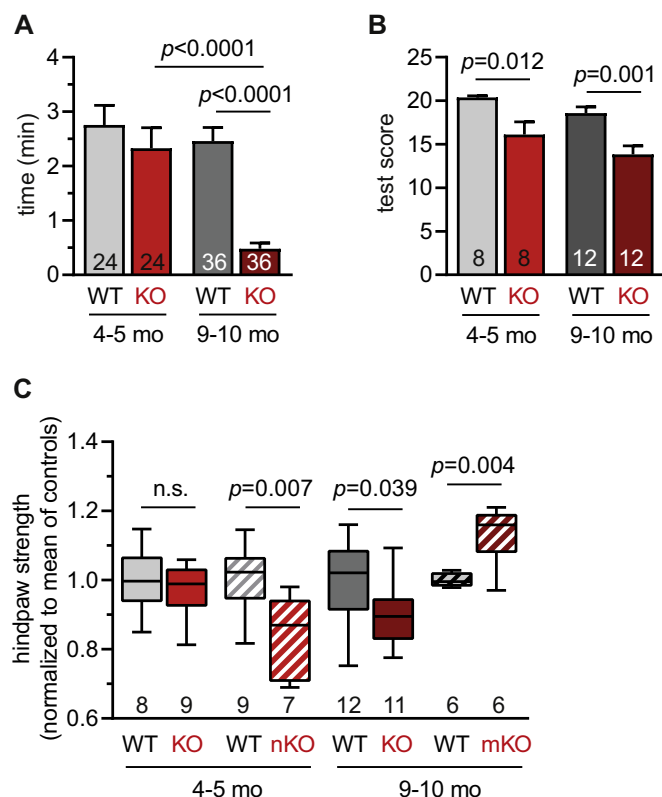 A
p<0.0001
p<0.0001
time (min)
4
3
2
1
0
24
24
36
36
WT KO WT KO
4-5 mo 9-10 mo
B
p=0.012
p=0.001
test score
25
20
15
10
5
0
8
8
12
12
WT KO WT KO
4-5 mo 9-10 mo
C
hindpaw strength
(normalized to mean of controls)
1.4
1.2
1.0
0.8
0.6
n.s.
p=0.007
p=0.039
p=0.004
8 9 9 7 12 11 6 6
WT KO WT nKO WT KO WT mKO
4-5 mo 9-10 mo